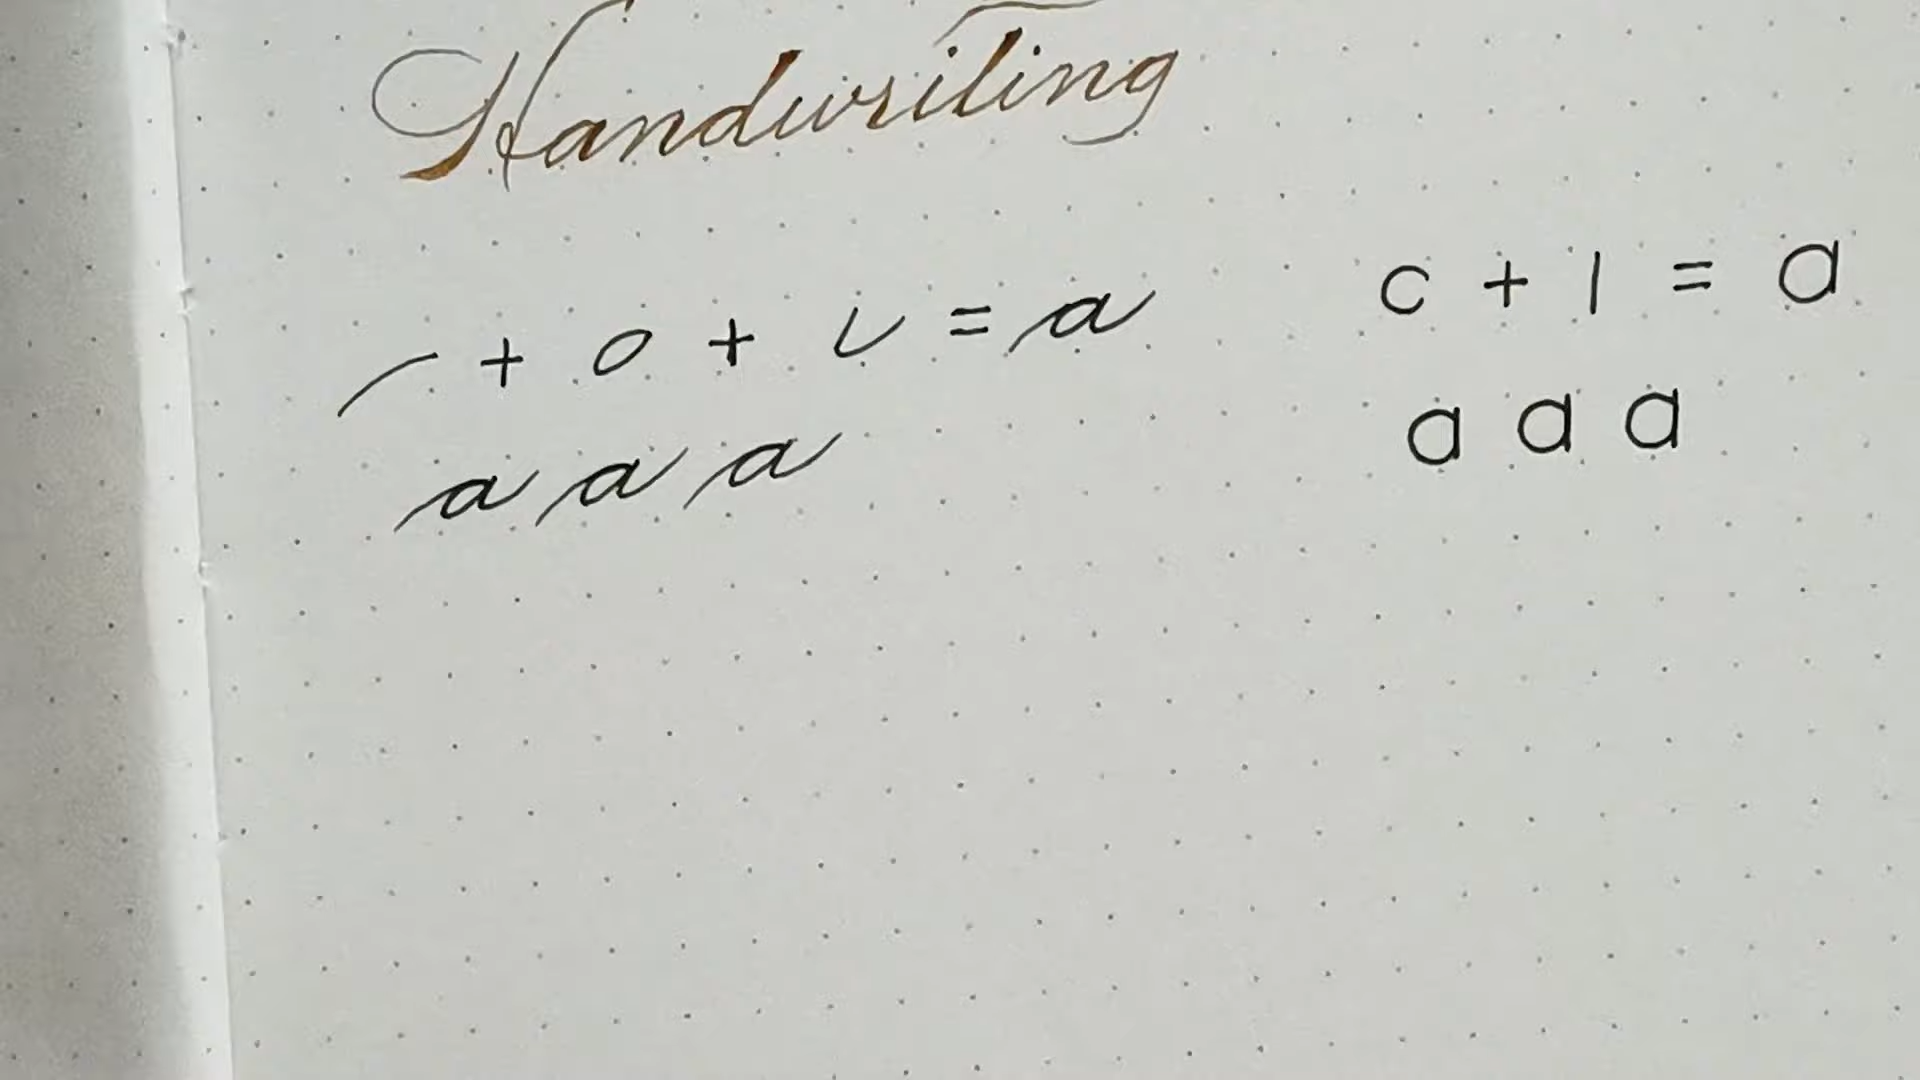 Handwriting
⁓ + o + ι = a
a a a
c + l = a
a a a